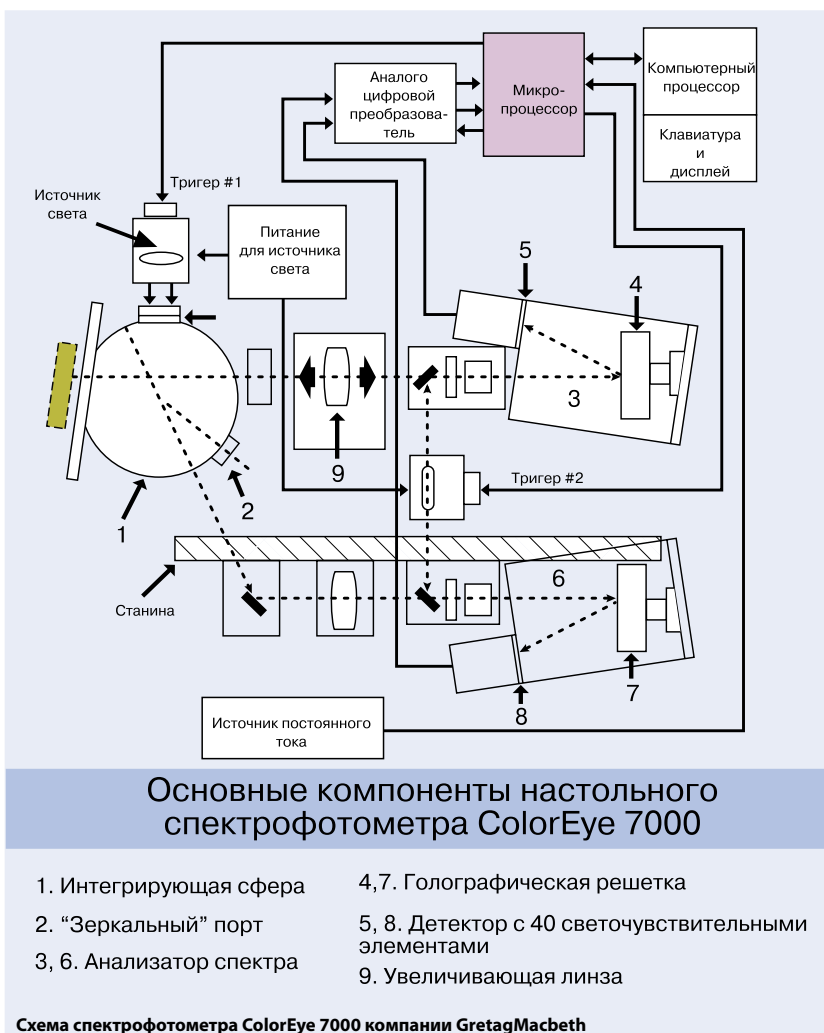 Аналого
цифровой
преобразова-
тель
Микро-
процессор
Компьютерный
процессор
Клавиатура
и
дисплей
Тригер #1
Источник
света
Питание
для источника
света
5
4
3
9
Тригер #2
2
1
Станина
6
7
8
Источник постоянного
тока
Основные компоненты настольного
спектрофотометра ColorEye 7000
1. Интегрирующая сфера
2. “Зеркальный” порт
3, 6. Анализатор спектра
4,7. Голографическая решетка
5, 8. Детектор с 40 светочувствительными
элементами
9. Увеличивающая линза
Схема спектрофотометра ColorEye 7000 компании GretagMacbeth